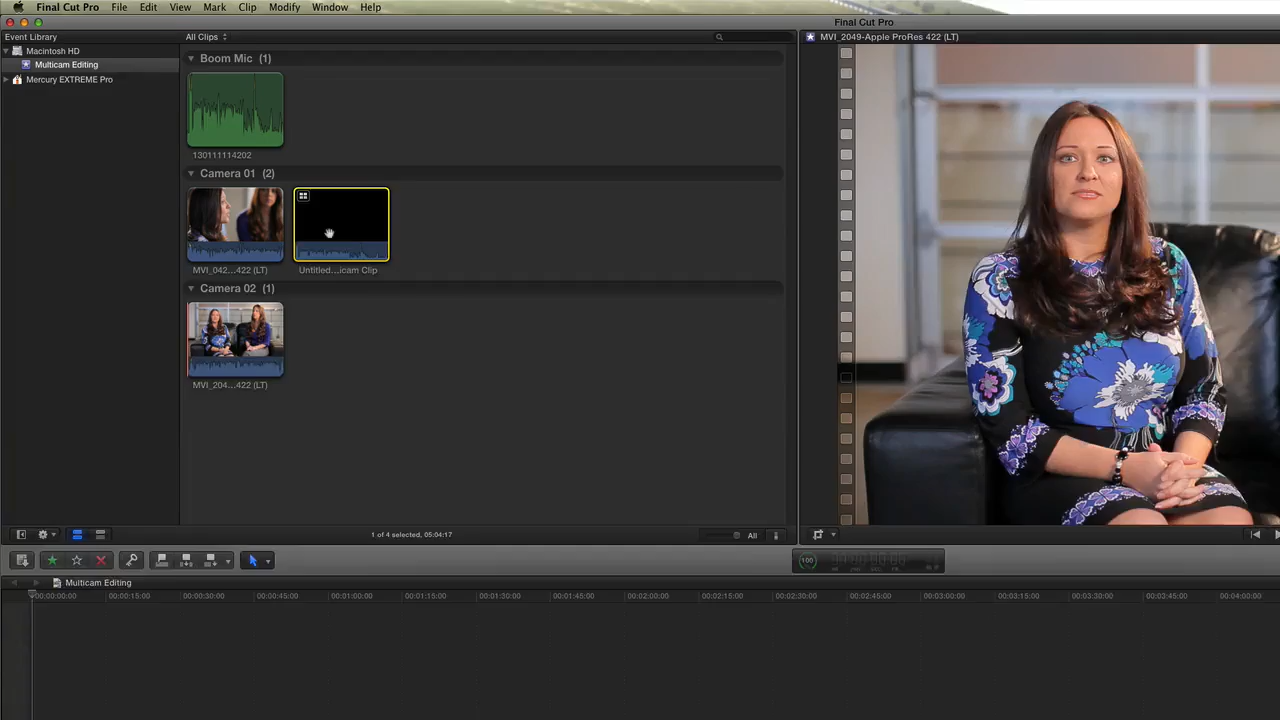 Final Cut Pro File Edit View Mark Clip Modify Window Help
Final Cut Pro
Event Library
All Clips
MVI_2049-Apple ProRes 422 (LT)
Macintosh HD
Multicam Editing
Mercury EXTREME Pro
Boom Mic (1)
130111114202
Camera 01 (2)
MVI_042...422 (LT)
Untitled...icam Clip
Camera 02 (1)
MVI_204...422 (LT)
1 of 4 selected, 05:04:17
All
100
Multicam Editing
00:00:00:00 00:00:15:00 00:00:30:00 00:00:45:00 00:01:00:00 00:01:15:00 00:01:30:00 00:01:45:00 00:02:00:00 00:02:15:00 00:02:30:00 00:02:45:00 00:03:00:00 00:03:15:00 00:03:30:00 00:03:45:00 00:04:00:00